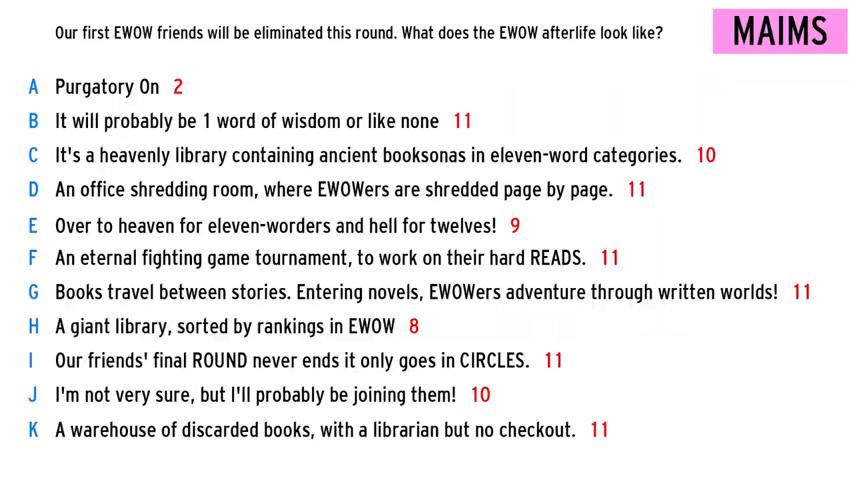 Our first EWOW friends will be eliminated this round. What does the EWOW afterlife look like?
MAIMS
A Purgatory On 2
B It will probably be 1 word of wisdom or like none 11
C It's a heavenly library containing ancient booksonas in eleven-word categories. 10
D An office shredding room, where EWOWers are shredded page by page. 11
E Over to heaven for eleven-worders and hell for twelves! 9
F An eternal fighting game tournament, to work on their hard READS. 11
G Books travel between stories. Entering novels, EWOWers adventure through written worlds! 11
H A giant library, sorted by rankings in EWOW 8
I Our friends' final ROUND never ends it only goes in CIRCLES. 11
J I'm not very sure, but I'll probably be joining them! 10
K A warehouse of discarded books, with a librarian but no checkout. 11